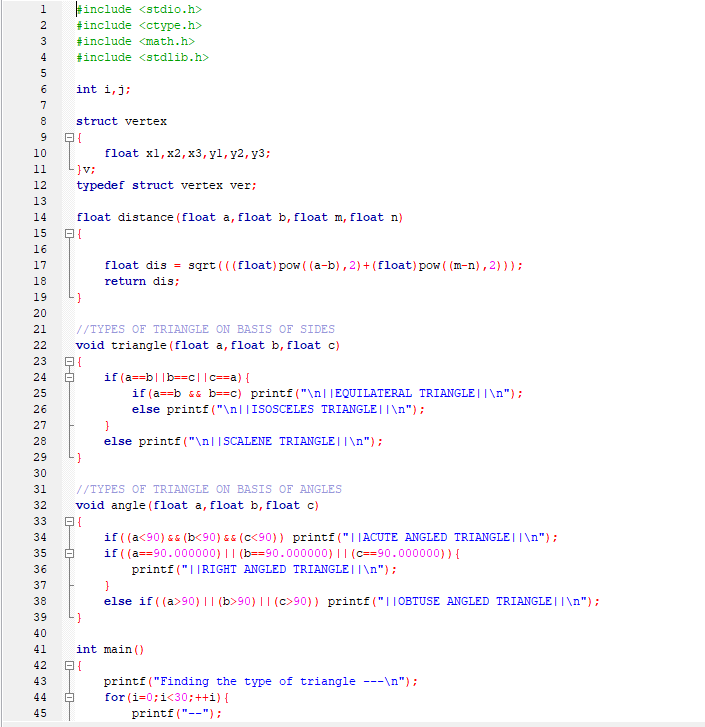 1 #include <stdio.h>
2 #include <ctype.h>
3 #include <math.h>
4 #include <stdlib.h>
5
6 int i,j;
7
8 struct vertex
9 {
10     float x1,x2,x3,y1,y2,y3;
11 }v;
12 typedef struct vertex ver;
13
14 float distance(float a,float b,float m,float n)
15 {
16
17     float dis = sqrt(((float)pow((a-b),2)+(float)pow((m-n),2)));
18     return dis;
19 }
20
21 //TYPES OF TRIANGLE ON BASIS OF SIDES
22 void triangle(float a,float b,float c)
23 {
24     if(a==b||b==c||c==a){
25         if(a==b && b==c) printf("\n||EQUILATERAL TRIANGLE||\n");
26         else printf("\n||ISOSCELES TRIANGLE||\n");
27     }
28     else printf("\n||SCALENE TRIANGLE||\n");
29 }
30
31 //TYPES OF TRIANGLE ON BASIS OF ANGLES
32 void angle(float a,float b,float c)
33 {
34     if((a<90)&&(b<90)&&(c<90)) printf("||ACUTE ANGLED TRIANGLE||\n");
35     if((a==90.000000)||(b==90.000000)||(c==90.000000)){
36         printf("||RIGHT ANGLED TRIANGLE||\n");
37     }
38     else if((a>90)||(b>90)||(c>90)) printf("||OBTUSE ANGLED TRIANGLE||\n");
39 }
40
41 int main()
42 {
43     printf("Finding the type of triangle ---\n");
44     for(i=0;i<30;++i){
45         printf("--");